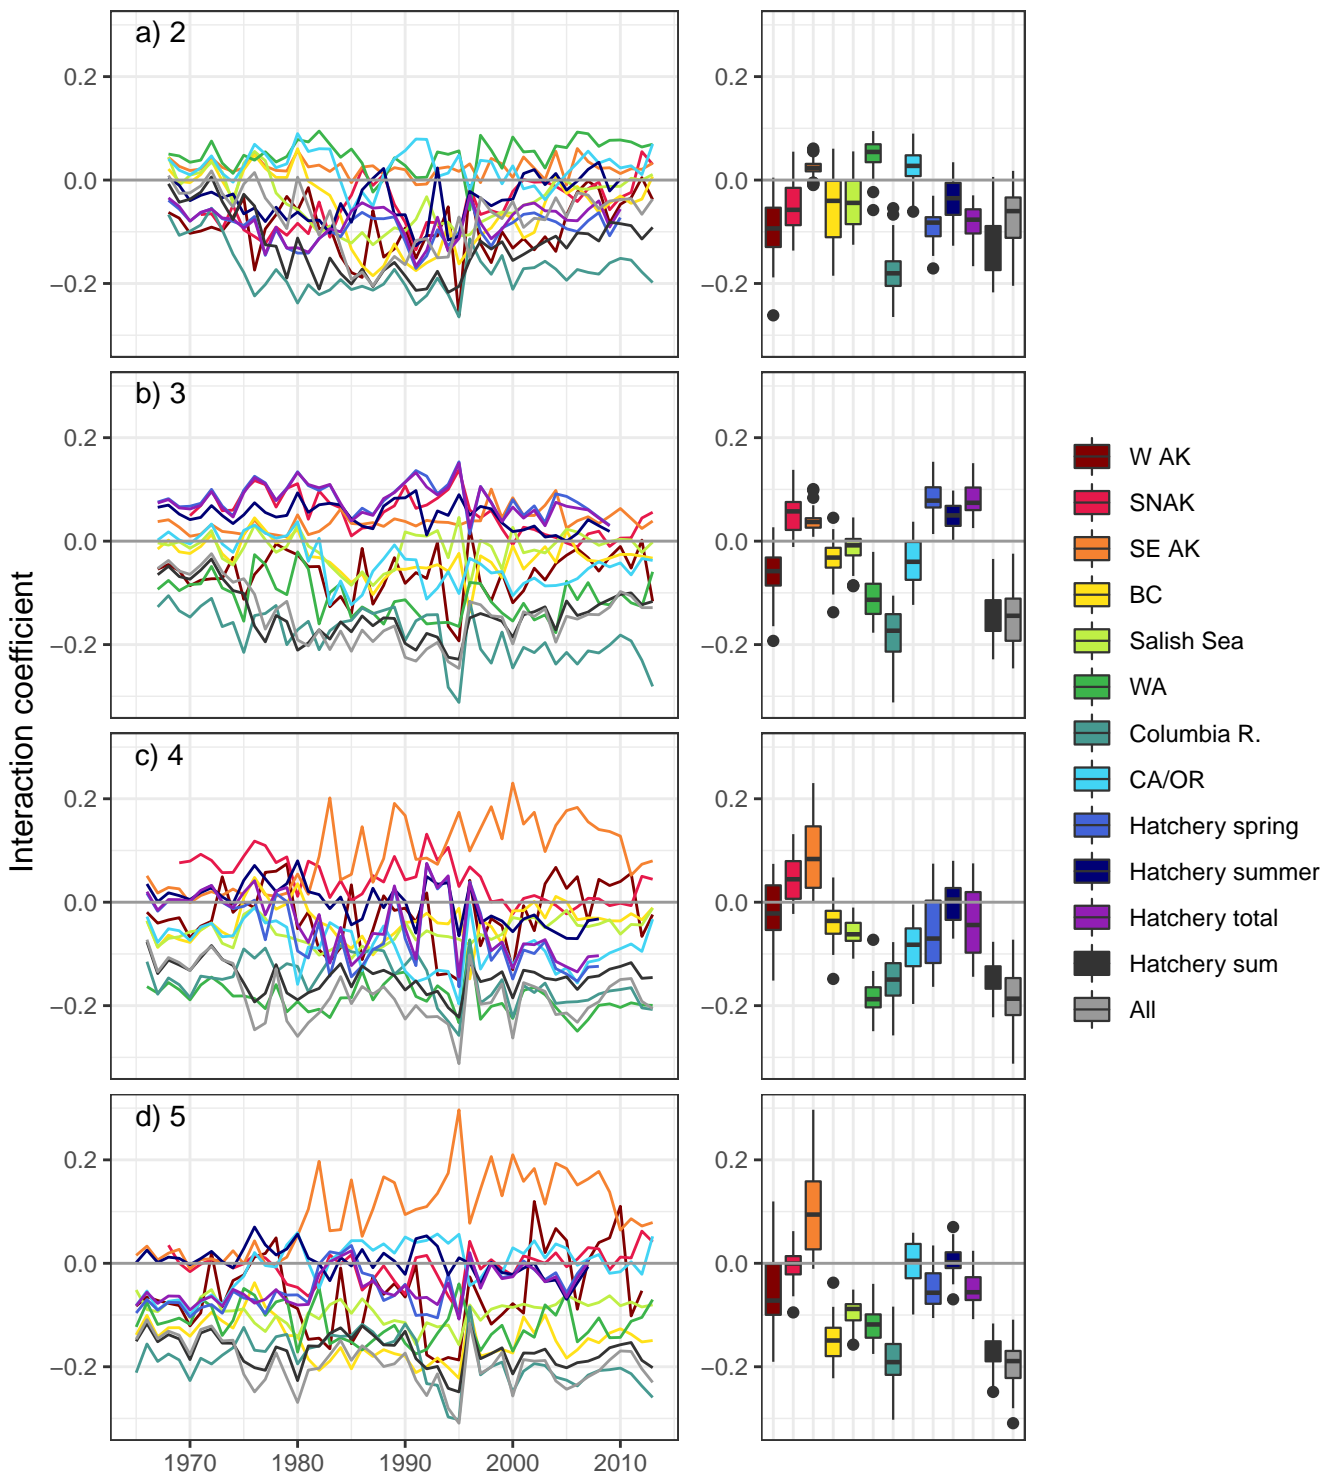 a) 2
0.2
0.0
−0.2
0.2
0.0
−0.2
b) 3
0.2
0.0
−0.2
0.2
0.0
−0.2
c) 4
0.2
0.0
−0.2
0.2
0.0
−0.2
d) 5
0.2
0.0
−0.2
0.2
0.0
−0.2
1970 1980 1990 2000 2010
Interaction coefficient
W AK
SNAK
SE AK
BC
Salish Sea
WA
Columbia R.
CA/OR
Hatchery spring
Hatchery summer
Hatchery total
Hatchery sum
All